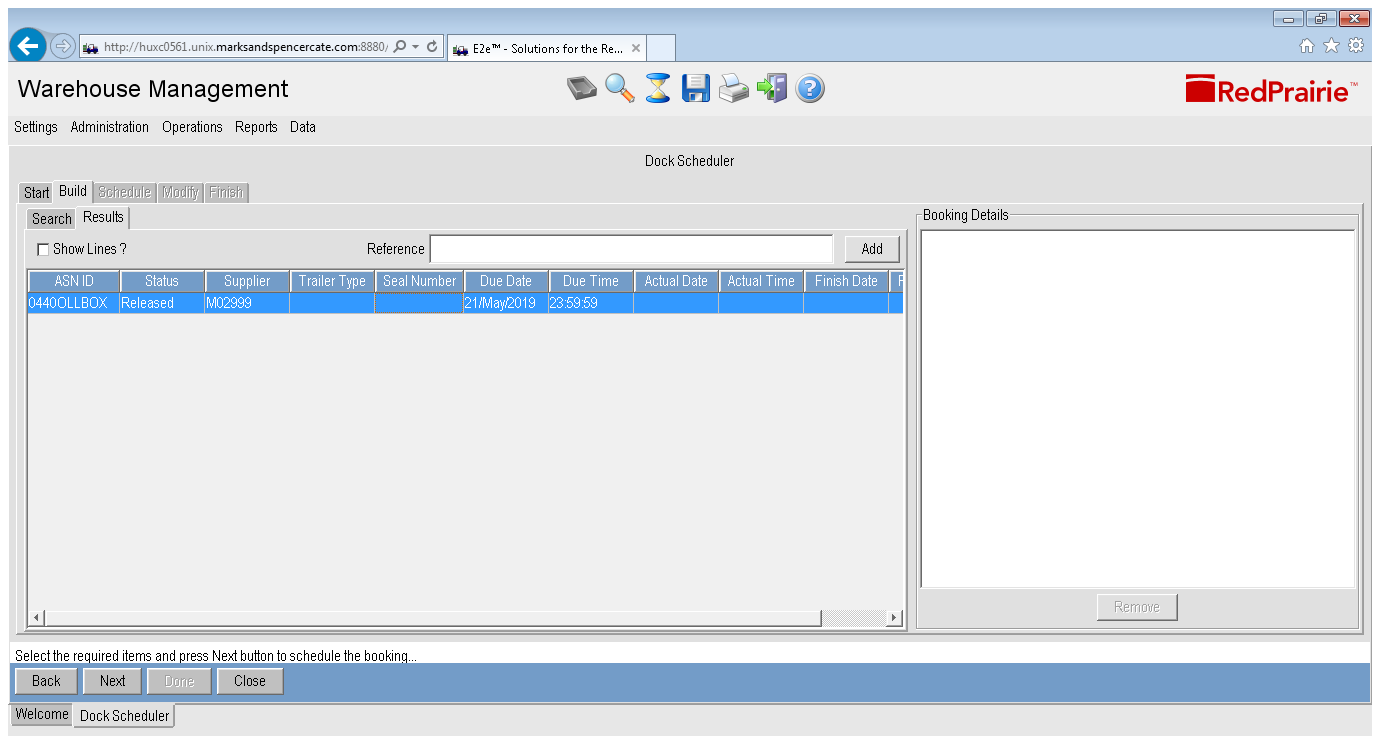 http://huxc0561.unix.marksandspencercate.com:8880/
E2e™ - Solutions for the Re...
Warehouse Management
RedPrairie™
Settings Administration Operations Reports Data
Dock Scheduler
Start Build Schedule Modify Finish
Search Results
Booking Details
Show Lines ? Reference Add
ASN ID Status Supplier Trailer Type Seal Number Due Date Due Time Actual Date Actual Time Finish Date
0440OLLBOX Released M02999 21/May/2019 23:59:59
Remove
Select the required items and press Next button to schedule the booking...
Back Next Done Close
Welcome Dock Scheduler